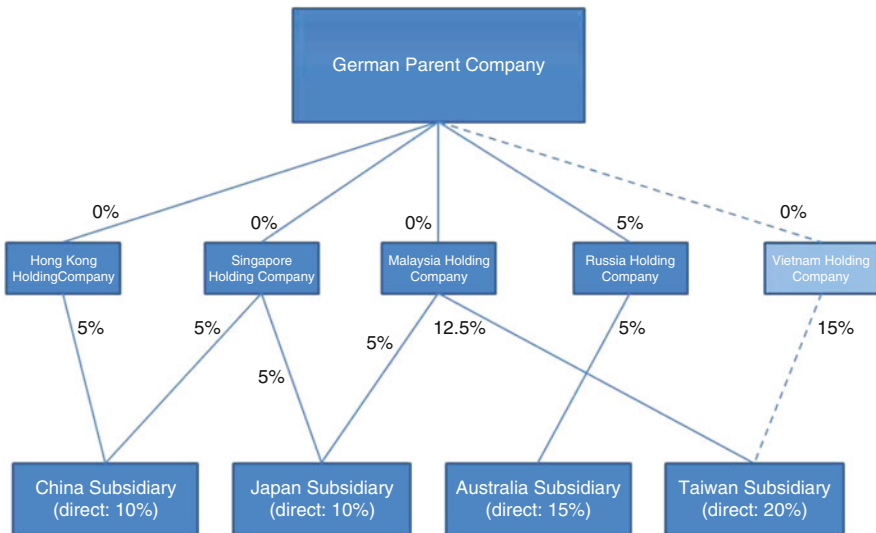 German Parent Company
0%
0%
0%
5%
0%
Hong Kong
HoldingCompany
Singapore
Holding Company
Malaysia Holding
Company
Russia Holding
Company
Vietnam Holding
Company
5%
5%
5%
5%
12.5%
5%
15%
China Subsidiary
(direct: 10%)
Japan Subsidiary
(direct: 10%)
Australia Subsidiary
(direct: 15%)
Taiwan Subsidiary
(direct: 20%)